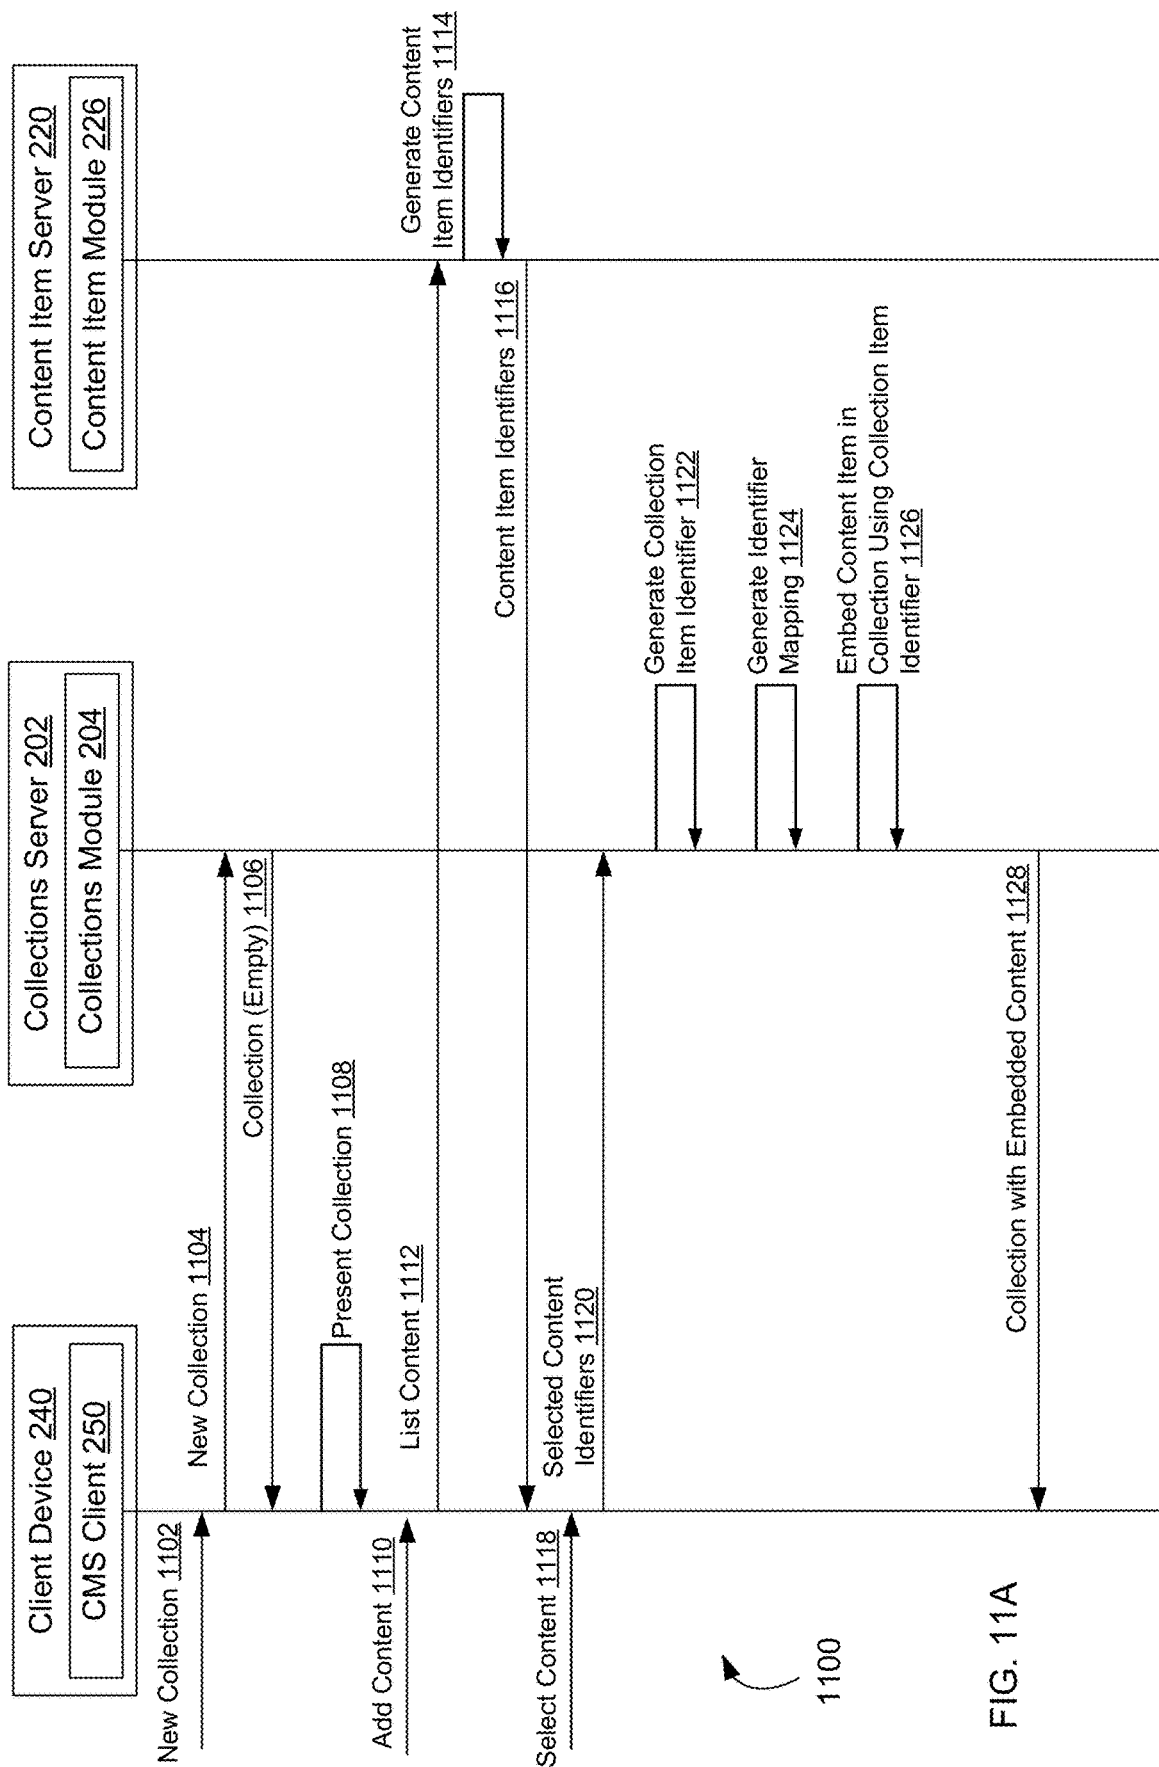 Client Device 240
CMS Client 250
Collections Server 202
Collections Module 204
Content Item Server 220
Content Item Module 226
New Collection 1102
New Collection 1104
Collection (Empty) 1106
Present Collection 1108
Add Content 1110
List Content 1112
Generate Content
Item Identifiers 1114
Content Item Identifiers 1116
Select Content 1118
Selected Content
Identifiers 1120
Generate Collection
Item Identifier 1122
Generate Identifier
Mapping 1124
Embed Content Item in
Collection Using Collection Item
Identifier 1126
Collection with Embedded Content 1128
1100
FIG. 11A